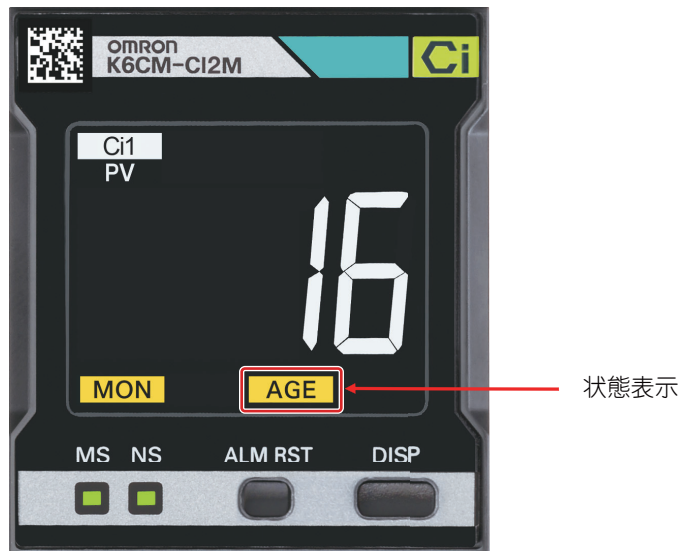 omron
K6CM-CI2M
Ci
Ci1
PV
16
MON
AGE
状態表示
MS
NS
ALM RST
DISP